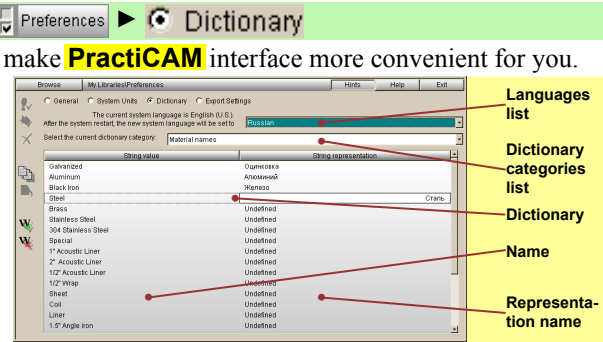 Preferences ► Dictionary
make PractiCAM interface more convenient for you.
Browse My Libraries\Preferences Hints Help Exit
General System Units Dictionary Export Settings
The current system language is English (U.S.).
After the system restart, the new system language will be set to Russian
Select the current dictionary category: Material names
String value String representation
Galvanized Оцинковка
Aluminum Алюминий
Black Iron Железо
Steel Сталь
Brass Undefined
Stainless Steel Undefined
304 Stainless Steel Undefined
Special Undefined
1" Acoustic Liner Undefined
2" Acoustic Liner Undefined
1/2" Acoustic Liner Undefined
1/2" Wrap Undefined
Sheet Undefined
Coil Undefined
Liner Undefined
1.5" Angle iron Undefined
Languages
list
Dictionary
categories
list
Dictionary
Name
Representa-
tion name